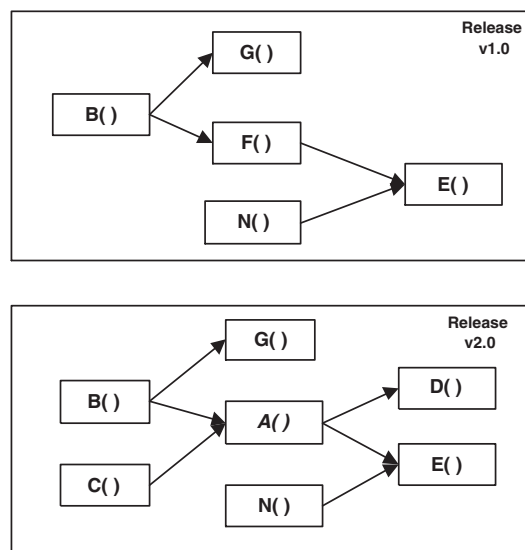 Release
v1.0
G( )
B( )
F( )
E( )
N( )
Release
v2.0
G( )
D( )
B( )
A( )
E( )
C( )
N( )